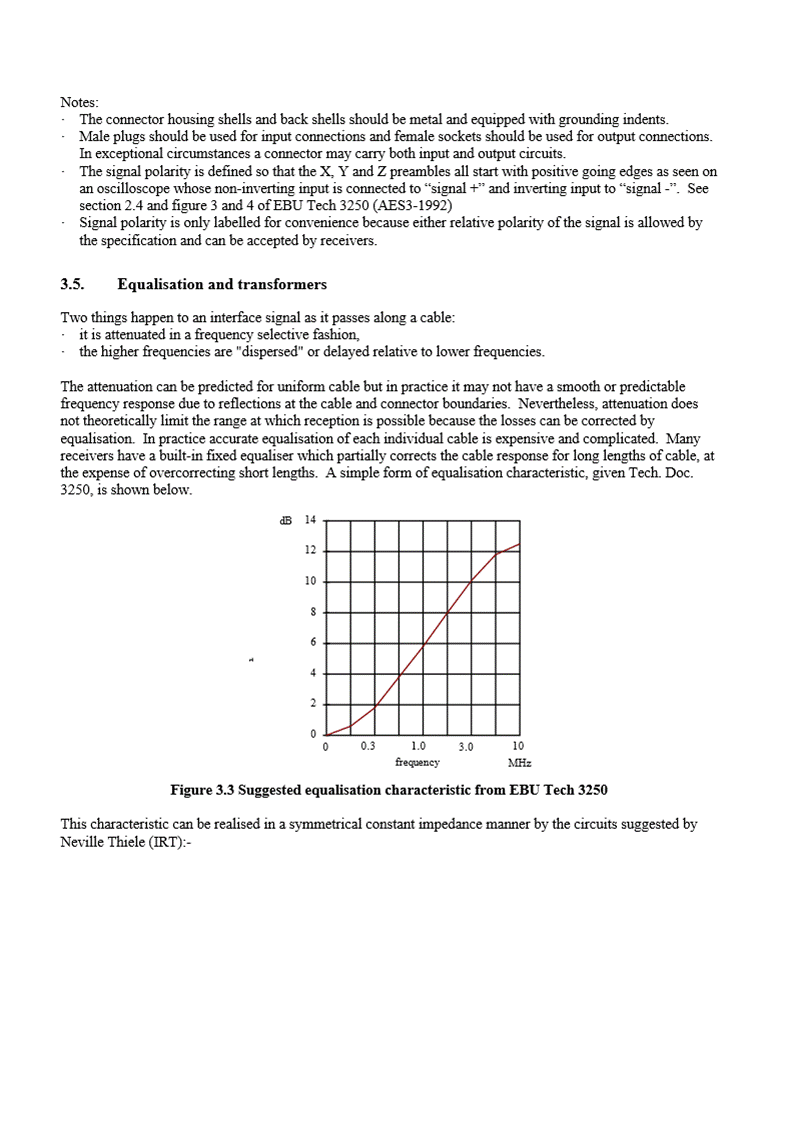 Notes:
· The connector housing shells and back shells should be metal and equipped with grounding indents.
· Male plugs should be used for input connections and female sockets should be used for output connections.
In exceptional circumstances a connector may carry both input and output circuits.
· The signal polarity is defined so that the X, Y and Z preambles all start with positive going edges as seen on
an oscilloscope whose non-inverting input is connected to “signal +” and inverting input to “signal -”. See
section 2.4 and figure 3 and 4 of EBU Tech 3250 (AES3-1992)
· Signal polarity is only labelled for convenience because either relative polarity of the signal is allowed by
the specification and can be accepted by receivers.
3.5. Equalisation and transformers
Two things happen to an interface signal as it passes along a cable:
· it is attenuated in a frequency selective fashion,
· the higher frequencies are "dispersed" or delayed relative to lower frequencies.
The attenuation can be predicted for uniform cable but in practice it may not have a smooth or predictable
frequency response due to reflections at the cable and connector boundaries. Nevertheless, attenuation does
not theoretically limit the range at which reception is possible because the losses can be corrected by
equalisation. In practice accurate equalisation of each individual cable is expensive and complicated. Many
receivers have a built-in fixed equaliser which partially corrects the cable response for long lengths of cable, at
the expense of overcorrecting short lengths. A simple form of equalisation characteristic, given Tech. Doc.
3250, is shown below.
dB 14
12
10
8
6
4
2
0
0 0.3 1.0 3.0 10
frequency MHz
Figure 3.3 Suggested equalisation characteristic from EBU Tech 3250
This characteristic can be realised in a symmetrical constant impedance manner by the circuits suggested by
Neville Thiele (IRT):-